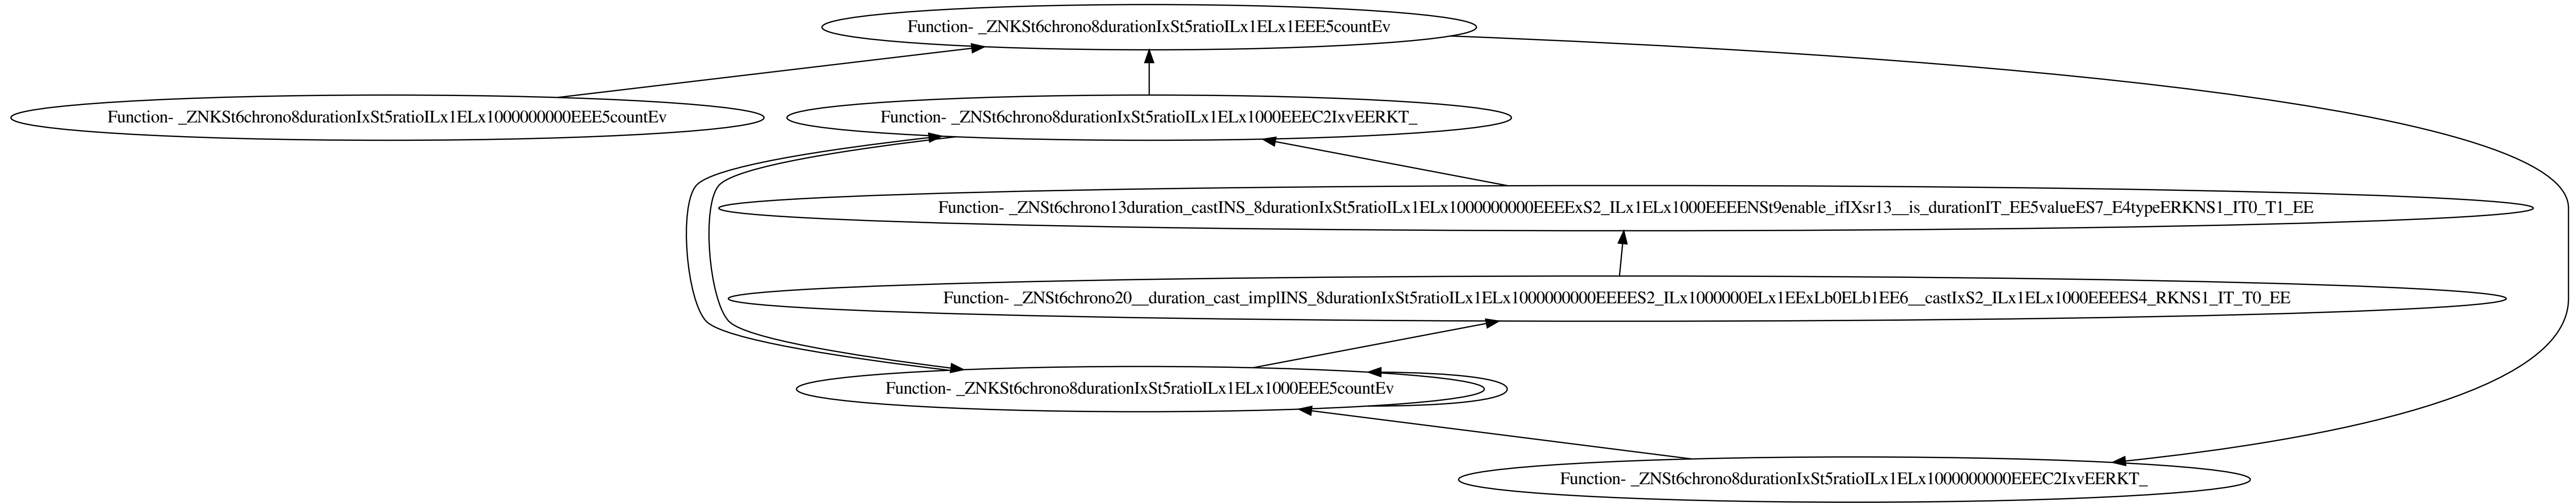 Function- _ZNKSt6chrono8durationIxSt5ratioILx1ELx1EEE5countEv
Function- _ZNKSt6chrono8durationIxSt5ratioILx1ELx1000000000EEE5countEv
Function- _ZNSt6chrono8durationIxSt5ratioILx1ELx1000EEEC2IxvEERKT_
Function- _ZNSt6chrono13duration_castINS_8durationIxSt5ratioILx1ELx1000000000EEEExS2_ILx1ELx1000EEEENSt9enable_ifIXsr13__is_durationIT_EE5valueES7_E4typeERKNS1_IT0_T1_EE
Function- _ZNSt6chrono20__duration_cast_implINS_8durationIxSt5ratioILx1ELx1000000000EEEES2_ILx1000000ELx1EExLb0ELb1EE6__castIxS2_ILx1ELx1000EEEES4_RKNS1_IT_T0_EE
Function- _ZNKSt6chrono8durationIxSt5ratioILx1ELx1000EEE5countEv
Function- _ZNSt6chrono8durationIxSt5ratioILx1ELx1000000000EEEC2IxvEERKT_